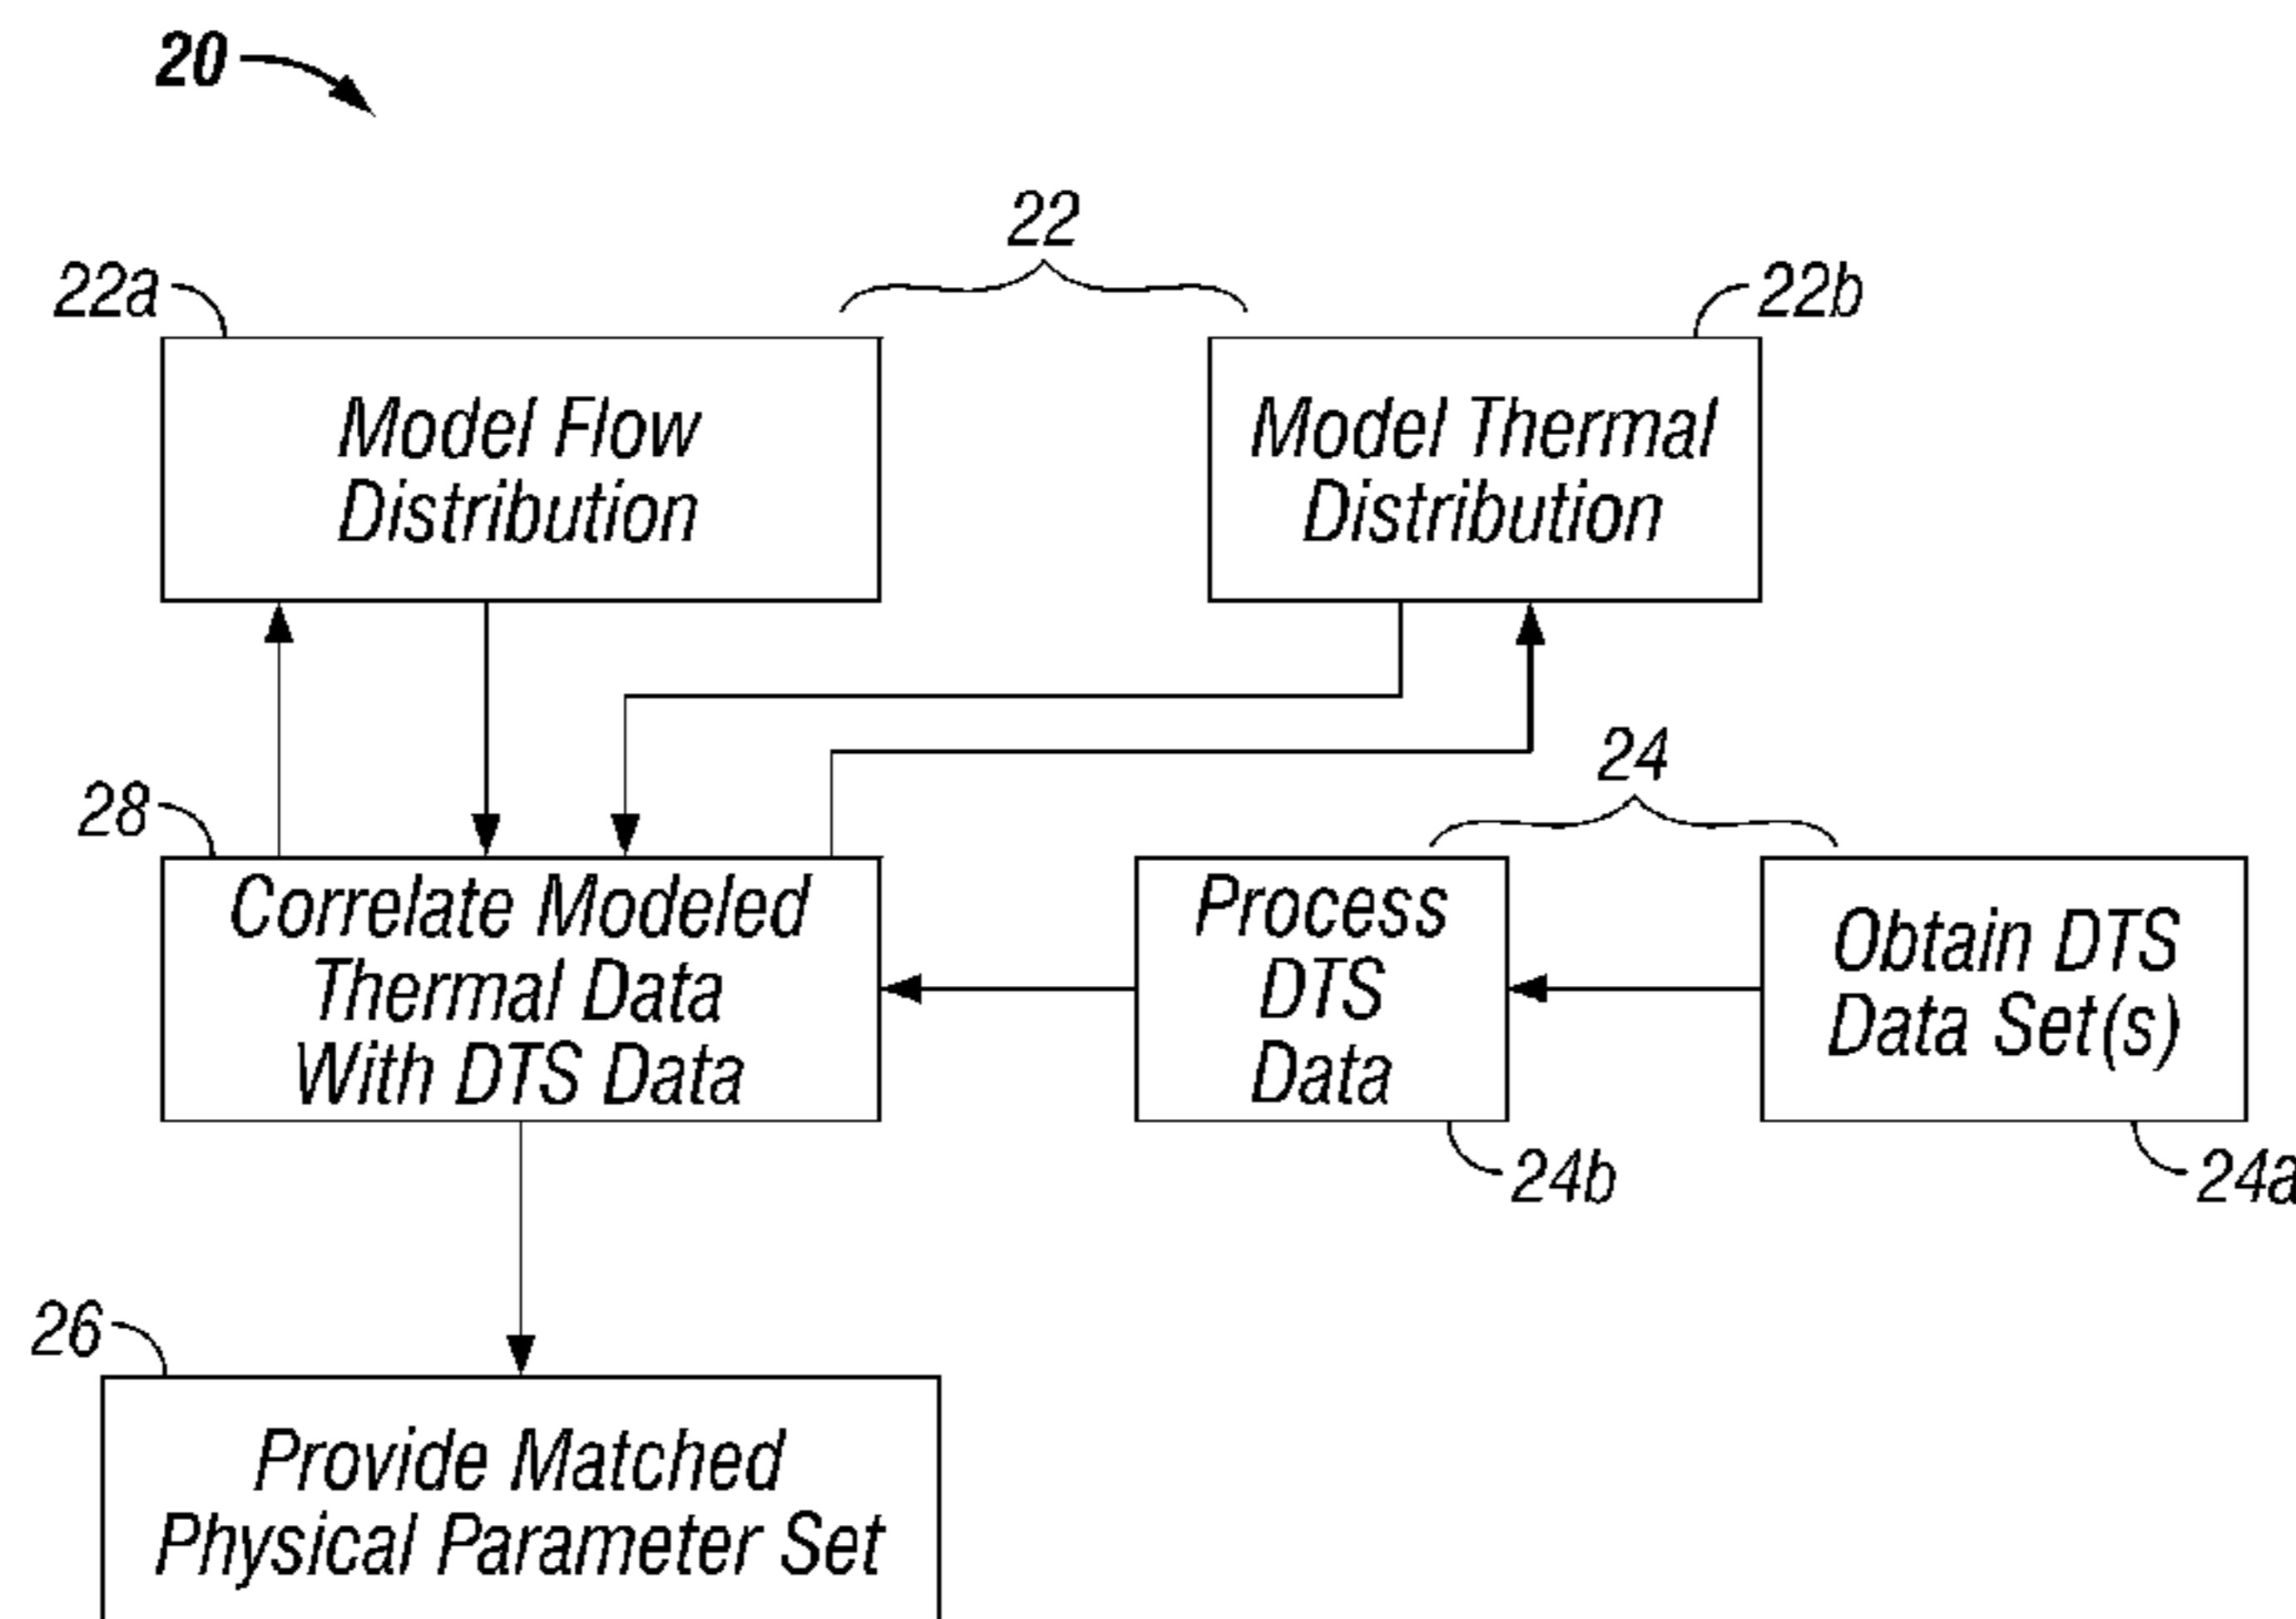 20
22
22a
22b
Model Flow
Distribution
Model Thermal
Distribution
24
28
Correlate Modeled
Thermal Data
With DTS Data
Process
DTS
Data
Obtain DTS
Data Set(s)
24b
24a
26
Provide Matched
Physical Parameter Set